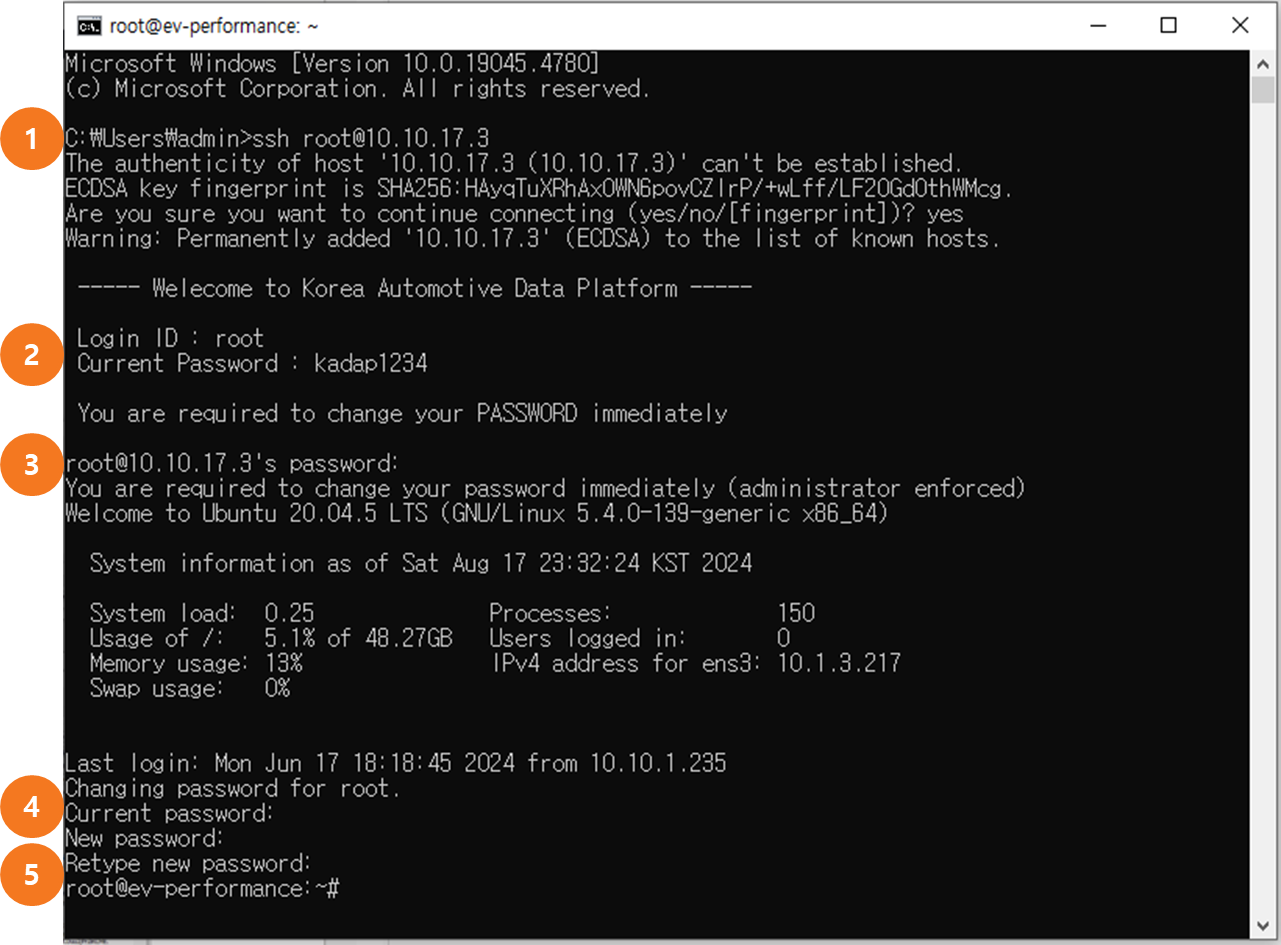 root@ev-performance: ~
Microsoft Windows [Version 10.0.19045.4780]
(c) Microsoft Corporation. All rights reserved.
1
C:₩Users₩admin>ssh root@10.10.17.3
The authenticity of host '10.10.17.3 (10.10.17.3)' can't be established.
ECDSA key fingerprint is
Are you sure you want to continue connecting (yes/no/[fingerprint])? yes
Warning: Permanently added '10.10.17.3' (ECDSA) to the list of known hosts.
----- Welecome to Korea Automotive Data Platform -----
Login ID : root
2
Current Password : kadap1234
You are required to change your PASSWORD immediately
3
root@10.10.17.3's password:
You are required to change your password immediately (administrator enforced)
Welcome to Ubuntu 20.04.5 LTS (GNU/Linux 5.4.0-139-generic x86_64)
System information as of Sat Aug 17 23:32:24 KST 2024
System load: 0.25 Processes: 150
Usage of /: 5.1% of 48.27GB Users logged in: 0
Memory usage: 13% IPv4 address for ens3: 10.1.3.217
Swap usage: 0%
Last login: Mon Jun 17 18:18:45 2024 from 10.10.1.235
Changing password for root.
4
Current password:
New password:
Retype new password:
5
root@ev-performance:~#